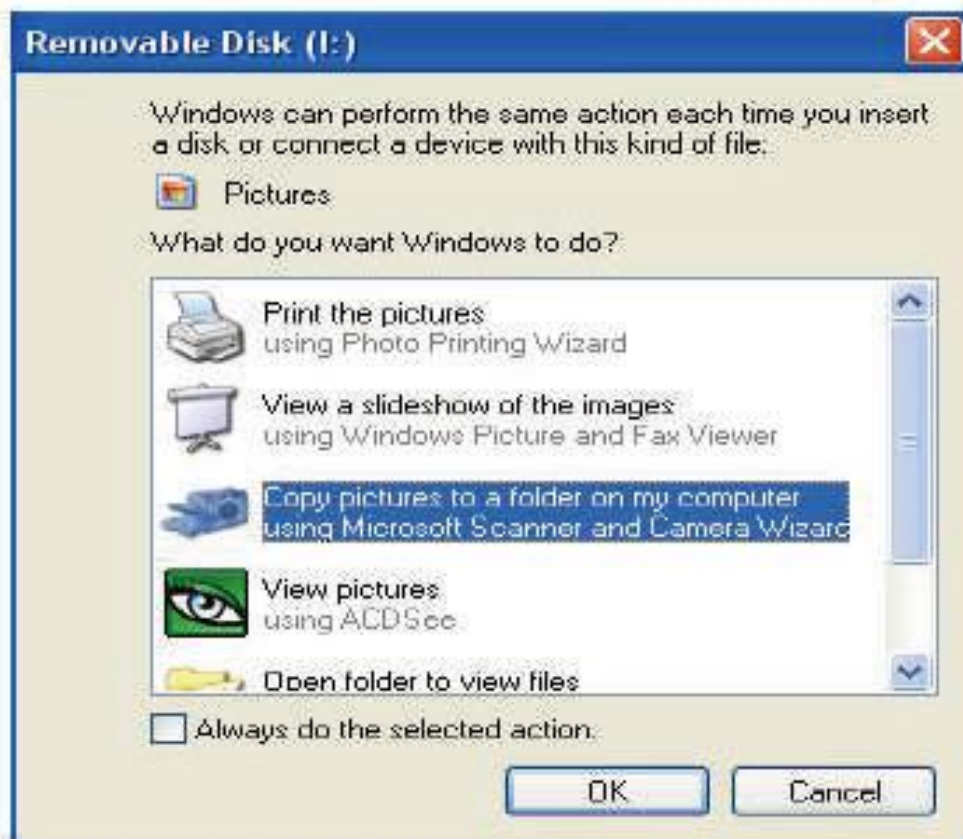 Removable Disk (I:)
Windows can perform the same action each time you insert
a disk or connect a device with this kind of file:
Pictures
What do you want Windows to do?
Print the pictures
using Photo Printing Wizard
View a slideshow of the images
using Windows Picture and Fax Viewer
Copy pictures to a folder on my computer
using Microsoft Scanner and Camera Wizard
View pictures
using ACDSee
Open folder to view files
Always do the selected action.
OK
Cancel